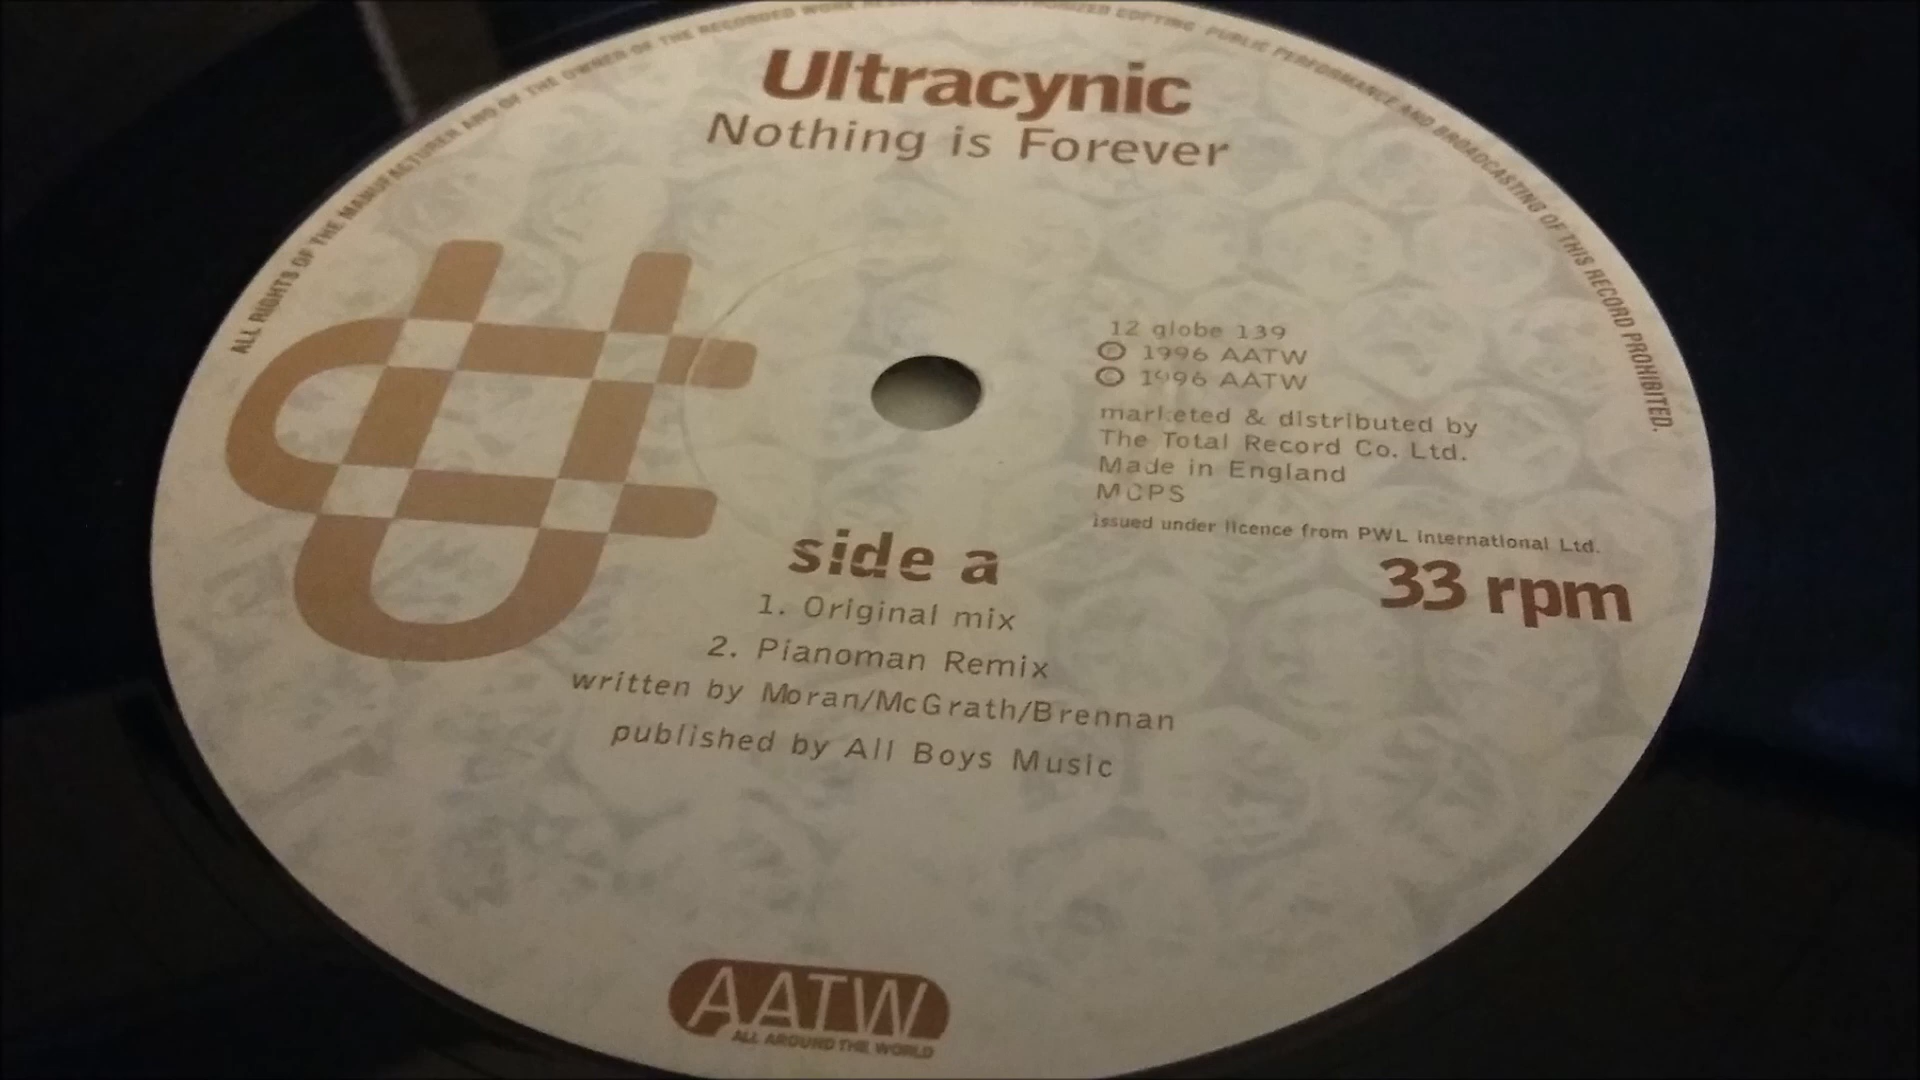 ALL RIGHTS OF THE MANUFACTURER AND OF THE OWNER OF THE RECORDED WORK RESERVED. UNAUTHORIZED COPYING PUBLIC PERFORMANCE AND BROADCASTING OF THIS RECORD PROHIBITED.
Ultracynic
Nothing is Forever
12 globe 139
℗ 1996 AATW
© 1996 AATW
marketed & distributed by
The Total Record Co. Ltd.
Made in England
MCPS
issued under licence from PWL International Ltd.
33 rpm
side a
1. Original mix
2. Pianoman Remix
written by Moran/McGrath/Brennan
published by All Boys Music
AATW
ALL AROUND THE WORLD